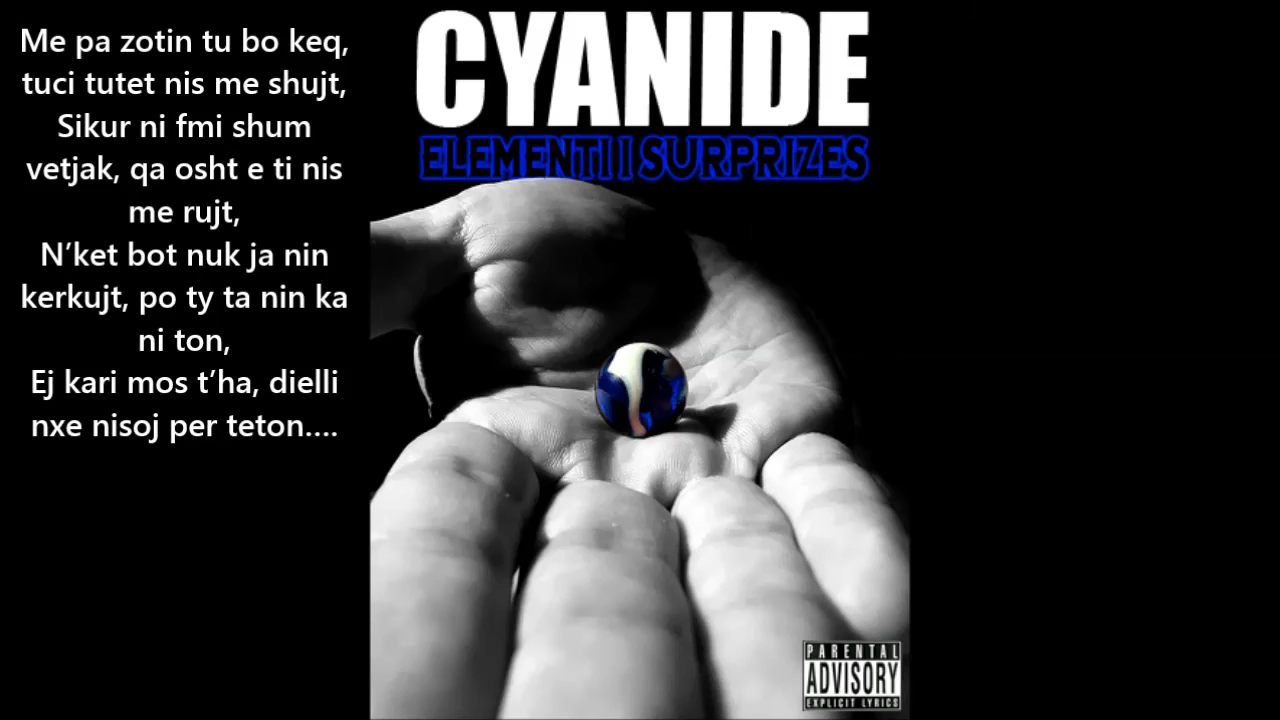 Me pa zotin tu bo keq,
tuci tutet nis me shujt,
Sikur ni fmi shum
vetjak, qa osht e ti nis
me rujt,
N’ket bot nuk ja nin
kerkujt, po ty ta nin ka
ni ton,
Ej kari mos t’ha, dielli
nxe nisoj per teton....
CYANIDE
ELEMENTI I SURPRIZES
PARENTAL
ADVISORY
EXPLICIT LYRICS